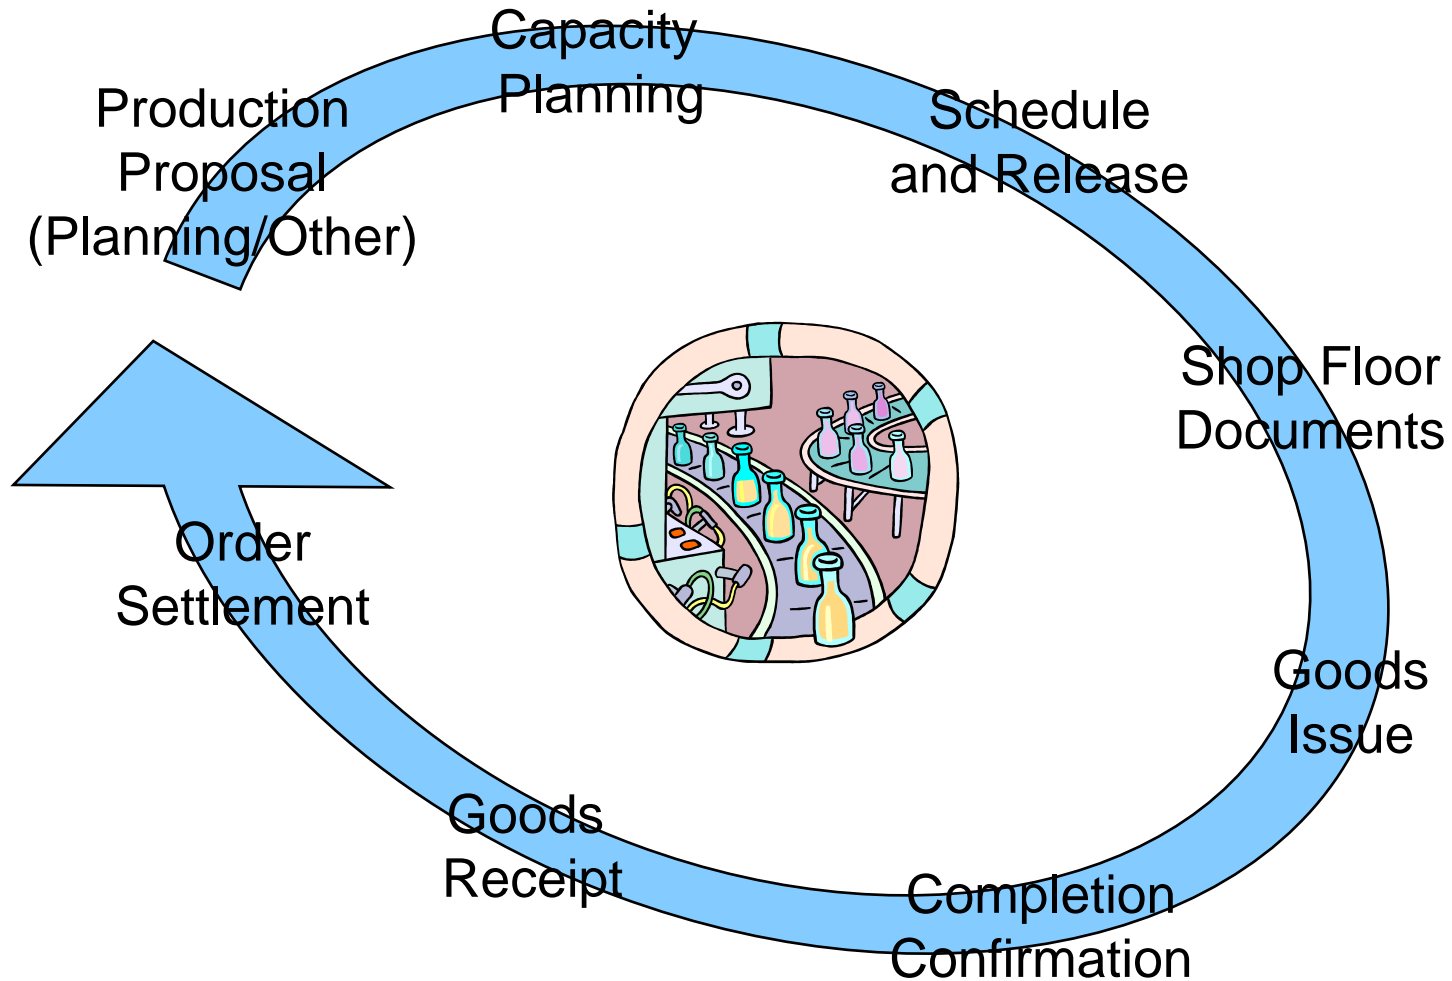 Production
Proposal
(Planning/Other)
Capacity
Planning
Schedule
and Release
Shop Floor
Documents
Goods
Issue
Completion
Confirmation
Goods
Receipt
Order
Settlement